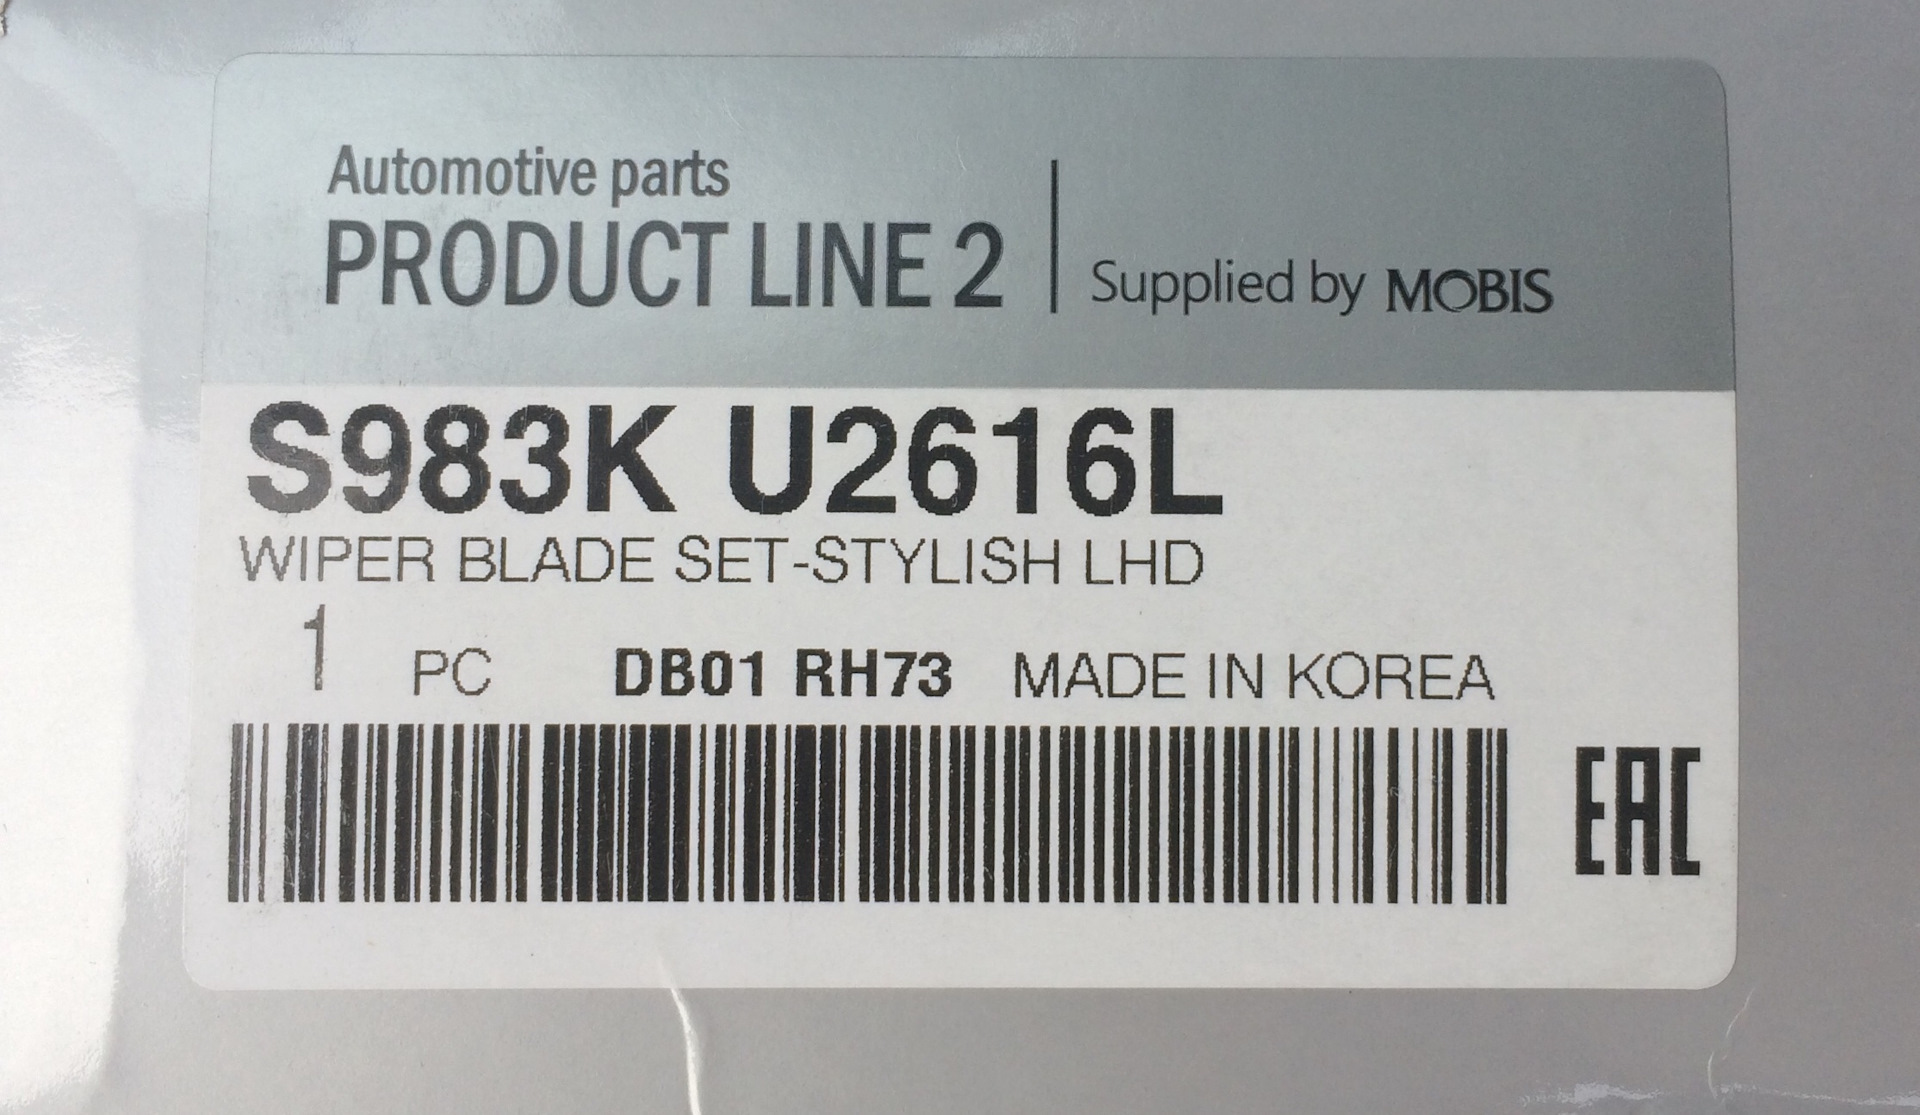 Automotive parts
PRODUCT LINE 2 Supplied by MOBIS
S983K U2616L
WIPER BLADE SET-STYLISH LHD
1 PC DB01 RH73 MADE IN KOREA
EAC